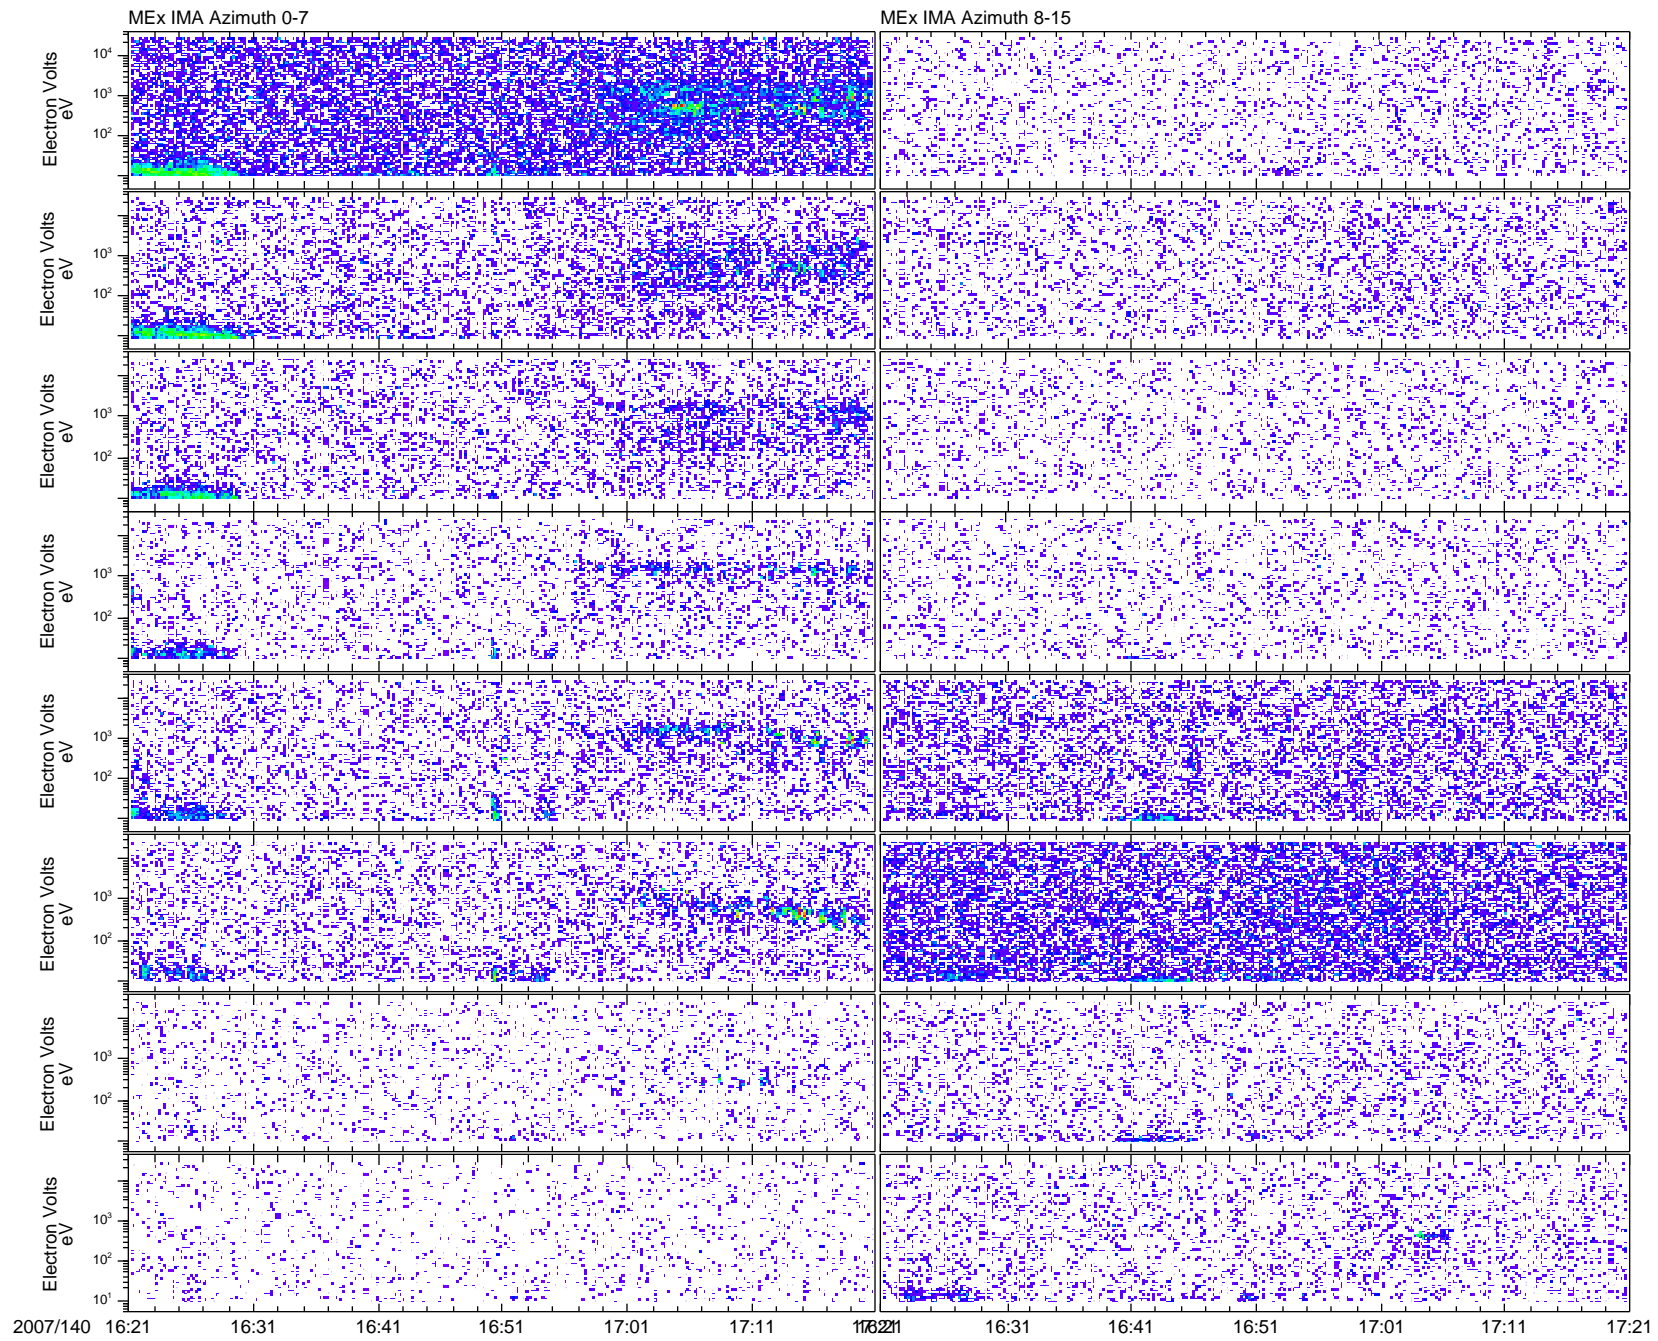 MEx IMA Azimuth 0-7 MEx IMA Azimuth 8-15
Electron Volts
eV
10⁴
10³
10²
Electron Volts
eV
10³
10²
Electron Volts
eV
10³
10²
Electron Volts
eV
10³
10²
Electron Volts
eV
10³
10²
Electron Volts
eV
10³
10²
Electron Volts
eV
10³
10²
Electron Volts
eV
10³
10²
10¹
2007/140 16:21 16:31 16:41 16:51 17:01 17:11 17:21 16:21 16:31 16:41 16:51 17:01 17:11 17:21